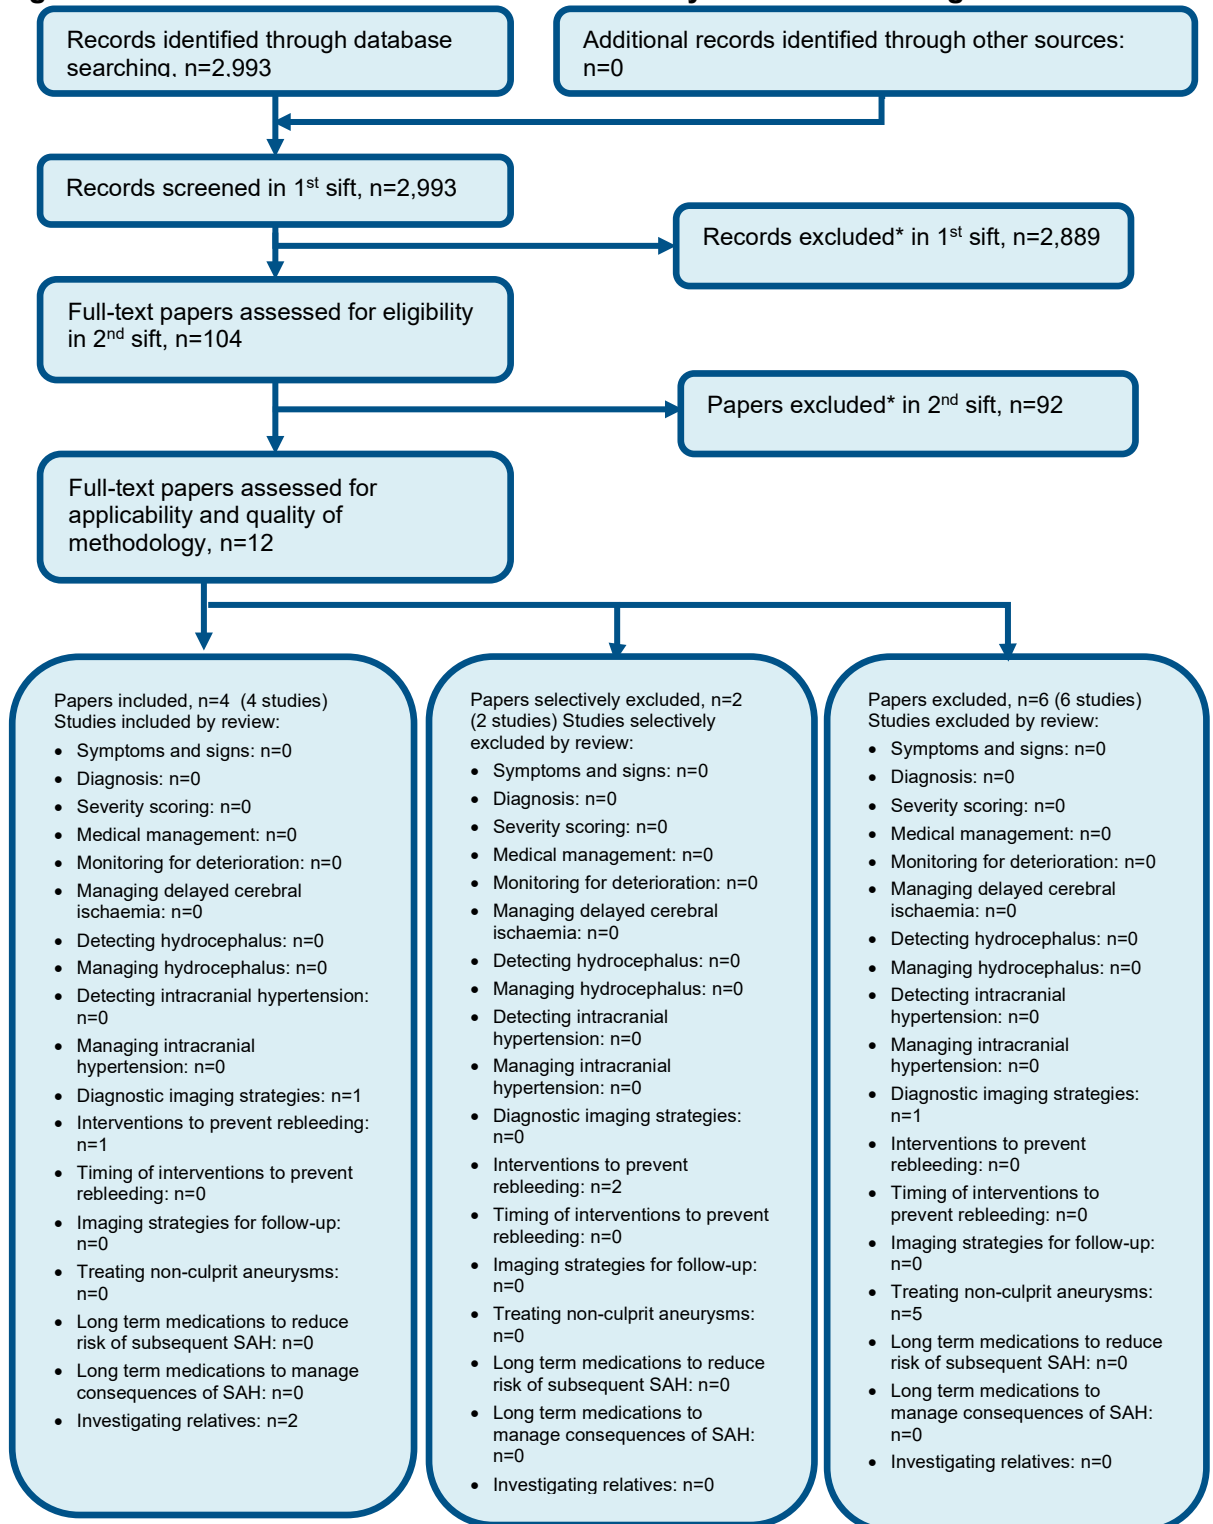 Records identified through database
searching, n=2,993
Additional records identified through other sources:
n=0
Records screened in 1st sift, n=2,993
Records excluded* in 1st sift, n=2,889
Full-text papers assessed for eligibility
in 2nd sift, n=104
Papers excluded* in 2nd sift, n=92
Full-text papers assessed for
applicability and quality of
methodology, n=12
Papers included, n=4 (4 studies)
Studies included by review:
• Symptoms and signs: n=0
• Diagnosis: n=0
• Severity scoring: n=0
• Medical management: n=0
• Monitoring for deterioration: n=0
• Managing delayed cerebral
ischaemia: n=0
• Detecting hydrocephalus: n=0
• Managing hydrocephalus: n=0
• Detecting intracranial hypertension:
n=0
• Managing intracranial
hypertension: n=0
• Diagnostic imaging strategies: n=1
• Interventions to prevent rebleeding:
n=1
• Timing of interventions to prevent
rebleeding: n=0
• Imaging strategies for follow-up:
n=0
• Treating non-culprit aneurysms:
n=0
• Long term medications to reduce
risk of subsequent SAH: n=0
• Long term medications to manage
consequences of SAH: n=0
• Investigating relatives: n=2
Papers selectively excluded, n=2
(2 studies) Studies selectively
excluded by review:
• Symptoms and signs: n=0
• Diagnosis: n=0
• Severity scoring: n=0
• Medical management: n=0
• Monitoring for deterioration: n=0
• Managing delayed cerebral
ischaemia: n=0
• Detecting hydrocephalus: n=0
• Managing hydrocephalus: n=0
• Detecting intracranial
hypertension: n=0
• Managing intracranial
hypertension: n=0
• Diagnostic imaging strategies:
n=0
• Interventions to prevent
rebleeding: n=2
• Timing of interventions to prevent
rebleeding: n=0
• Imaging strategies for follow-up:
n=0
• Treating non-culprit aneurysms:
n=0
• Long term medications to reduce
risk of subsequent SAH: n=0
• Long term medications to
manage consequences of SAH:
n=0
• Investigating relatives: n=0
Papers excluded, n=6 (6 studies)
Studies excluded by review:
• Symptoms and signs: n=0
• Diagnosis: n=0
• Severity scoring: n=0
• Medical management: n=0
• Monitoring for deterioration: n=0
• Managing delayed cerebral
ischaemia: n=0
• Detecting hydrocephalus: n=0
• Managing hydrocephalus: n=0
• Detecting intracranial
hypertension: n=0
• Managing intracranial
hypertension: n=0
• Diagnostic imaging strategies:
n=1
• Interventions to prevent
rebleeding: n=0
• Timing of interventions to
prevent rebleeding: n=0
• Imaging strategies for follow-up:
n=0
• Treating non-culprit aneurysms:
n=5
• Long term medications to reduce
risk of subsequent SAH: n=0
• Long term medications to
manage consequences of SAH:
n=0
• Investigating relatives: n=0